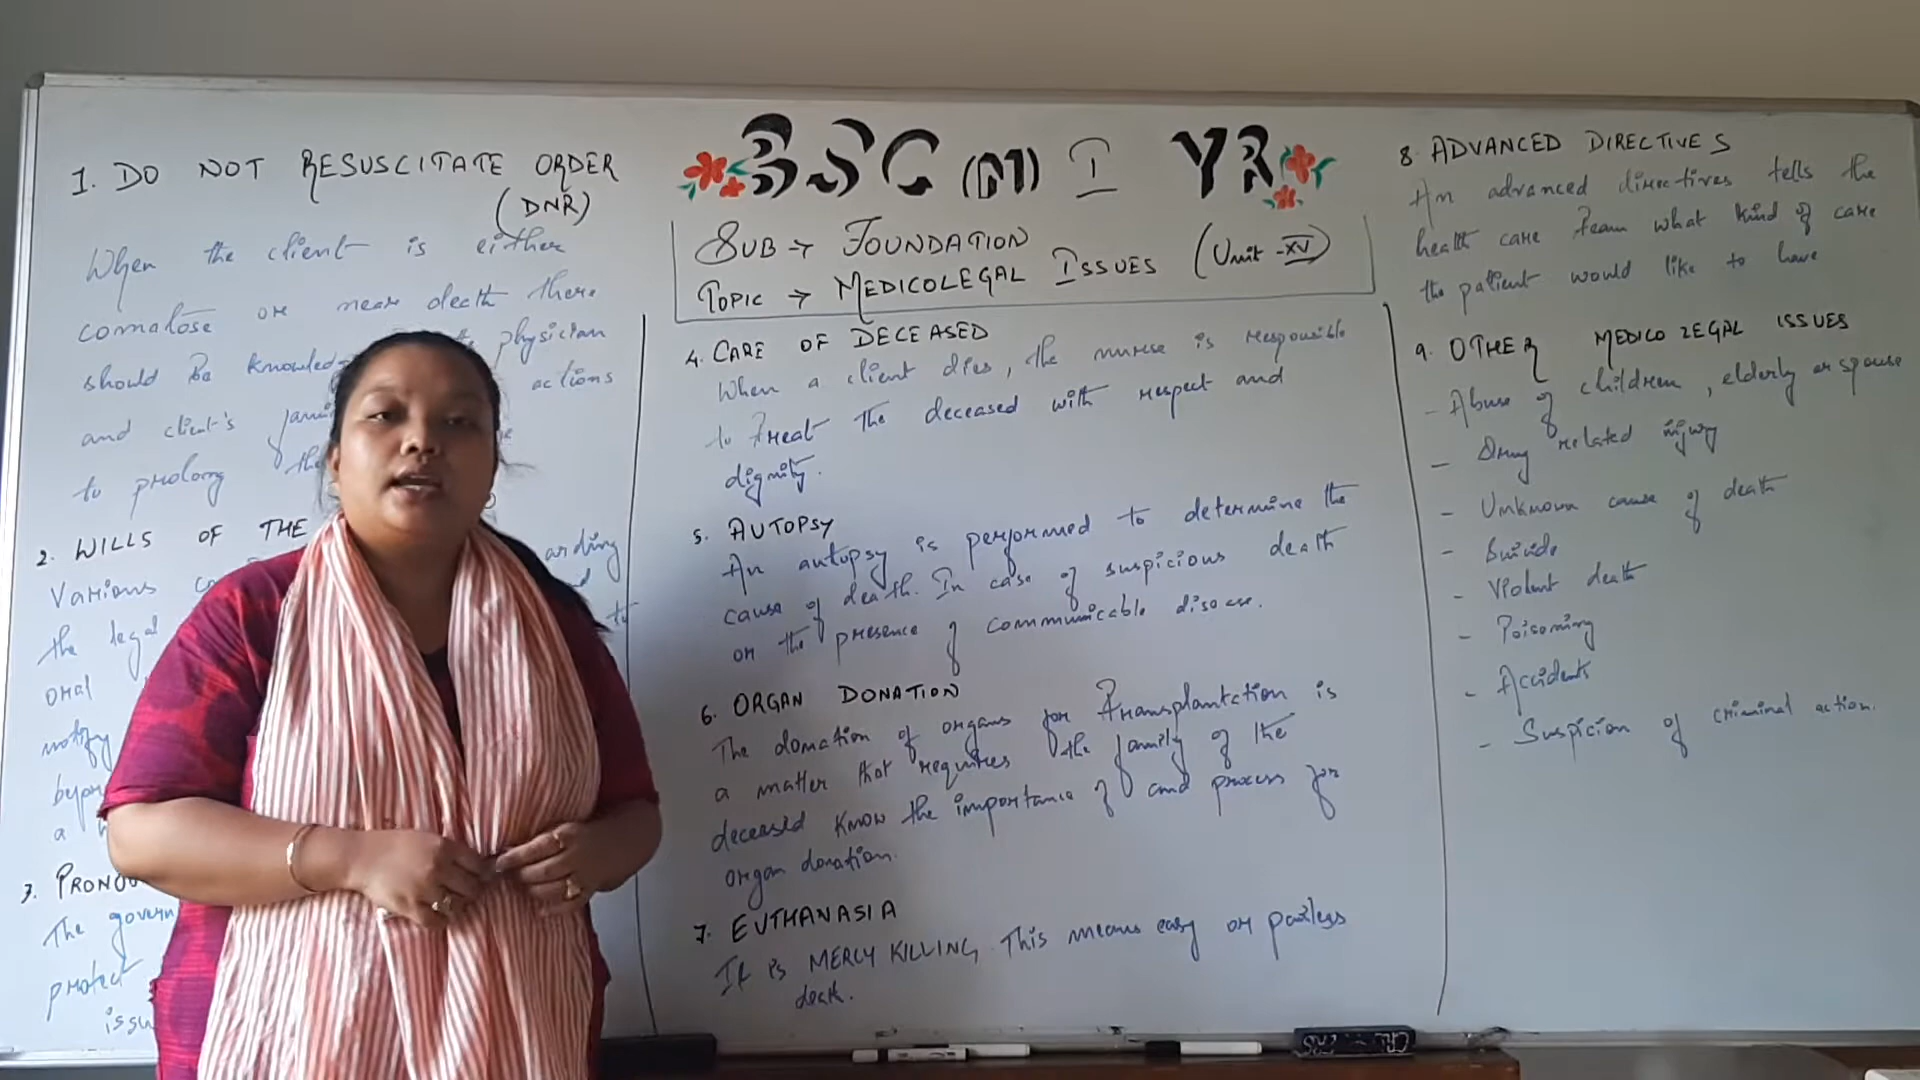 BSC (N) I YR
SUB → FOUNDATION
TOPIC → MEDICOLEGAL ISSUES (Unit - XV)
1. DO NOT RESUSCITATE ORDER
(DNR)
When the client is either
comatose or near death there
should be knowled physician
and client's fami actions
to prolong the
2. WILLS OF THE
Various co arding
the legal
oral to
notify
a
3. PRONOU
The govern
protect
issu
4. CARE OF DECEASED
When a client dies, the nurse is responsible
to treat the deceased with respect and
dignity.
5. AUTOPSY
An autopsy is performed to determine the
cause of death. In case of suspicious death
or the presence of communicable disease.
6. ORGAN DONATION
The donation of organs for transplantation is
a matter that requires the family of the
deceased know the importance of and process for
organ donation.
7. EUTHANASIA
It is MERCY KILLING. This means easy or painless
death.
8. ADVANCED DIRECTIVES
An advanced directives tells the
health care team what kind of care
the patient would like to have
9. OTHER MEDICO LEGAL ISSUES
- Abuse of children, elderly or spouse
- Drug related injury
- Unknown cause of death
- Suicide
- Violent death
- Poisoning
- Accidents
- Suspicion of criminal action.